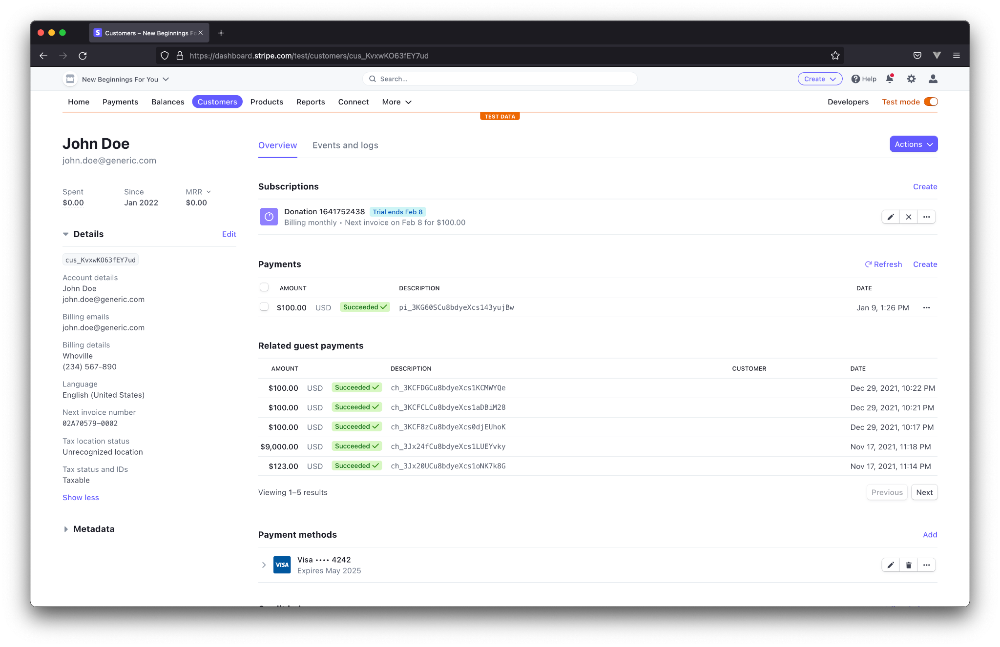 Customers – New Beginnings Fo
https://dashboard.stripe.com/test/customers/cus_KvxwKO63fEY7ud
New Beginnings For You
Search...
Create
Help
Home Payments Balances Customers Products Reports Connect More
Developers Test mode
TEST DATA
John Doe
john.doe@generic.com
Spent Since MRR
$0.00 Jan 2022 $0.00
Details Edit
cus_KvxwKO63fEY7ud
Account details
John Doe
john.doe@generic.com
Billing emails
john.doe@generic.com
Billing details
Whoville
(234) 567-890
Language
English (United States)
Next invoice number
02A70579-0002
Tax location status
Unrecognized location
Tax status and IDs
Taxable
Show less
Metadata
Overview Events and logs Actions
Subscriptions Create
Donation 1641752438 Trial ends Feb 8
Billing monthly • Next invoice on Feb 8 for $100.00
Payments Refresh Create
AMOUNT DESCRIPTION DATE
$100.00 USD Succeeded pi_3KG60SCu8bdyeXcs143yujBw Jan 9, 1:26 PM
Related guest payments
AMOUNT DESCRIPTION CUSTOMER DATE
$100.00 USD Succeeded ch_3KCFDGCu8bdyeXcs1KCMWYQe Dec 29, 2021, 10:22 PM
$100.00 USD Succeeded ch_3KCFCLCu8bdyeXcs1aDBiM28 Dec 29, 2021, 10:21 PM
$100.00 USD Succeeded ch_3KCF8zCu8bdyeXcs0djEUhoK Dec 29, 2021, 10:17 PM
$9,000.00 USD Succeeded ch_3Jx24fCu8bdyeXcs1LUEYvky Nov 17, 2021, 11:18 PM
$123.00 USD Succeeded ch_3Jx20UCu8bdyeXcs1oNK7k8G Nov 17, 2021, 11:14 PM
Viewing 1–5 results Previous Next
Payment methods Add
VISA
Visa •••• 4242
Expires May 2025